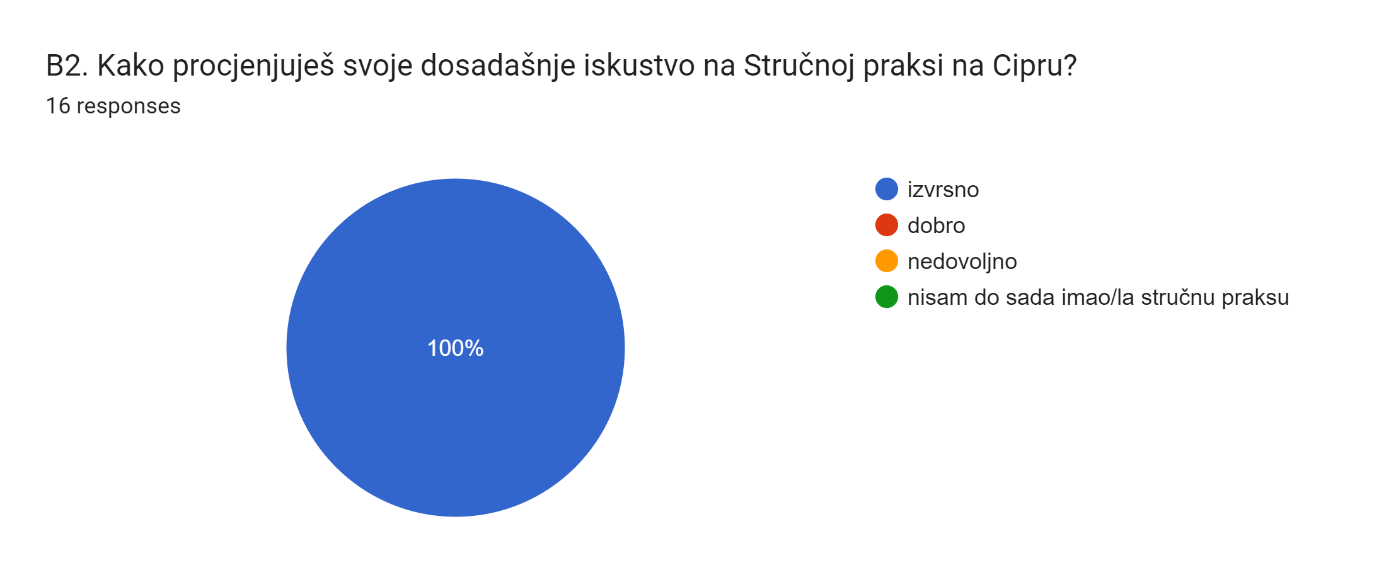 B2. Kako procjenjuješ svoje dosadašnje iskustvo na Stručnoj praksi na Cipru?
16 responses
izvrsno
dobro
nedovoljno
nisam do sada imao/la stručnu praksu
100%